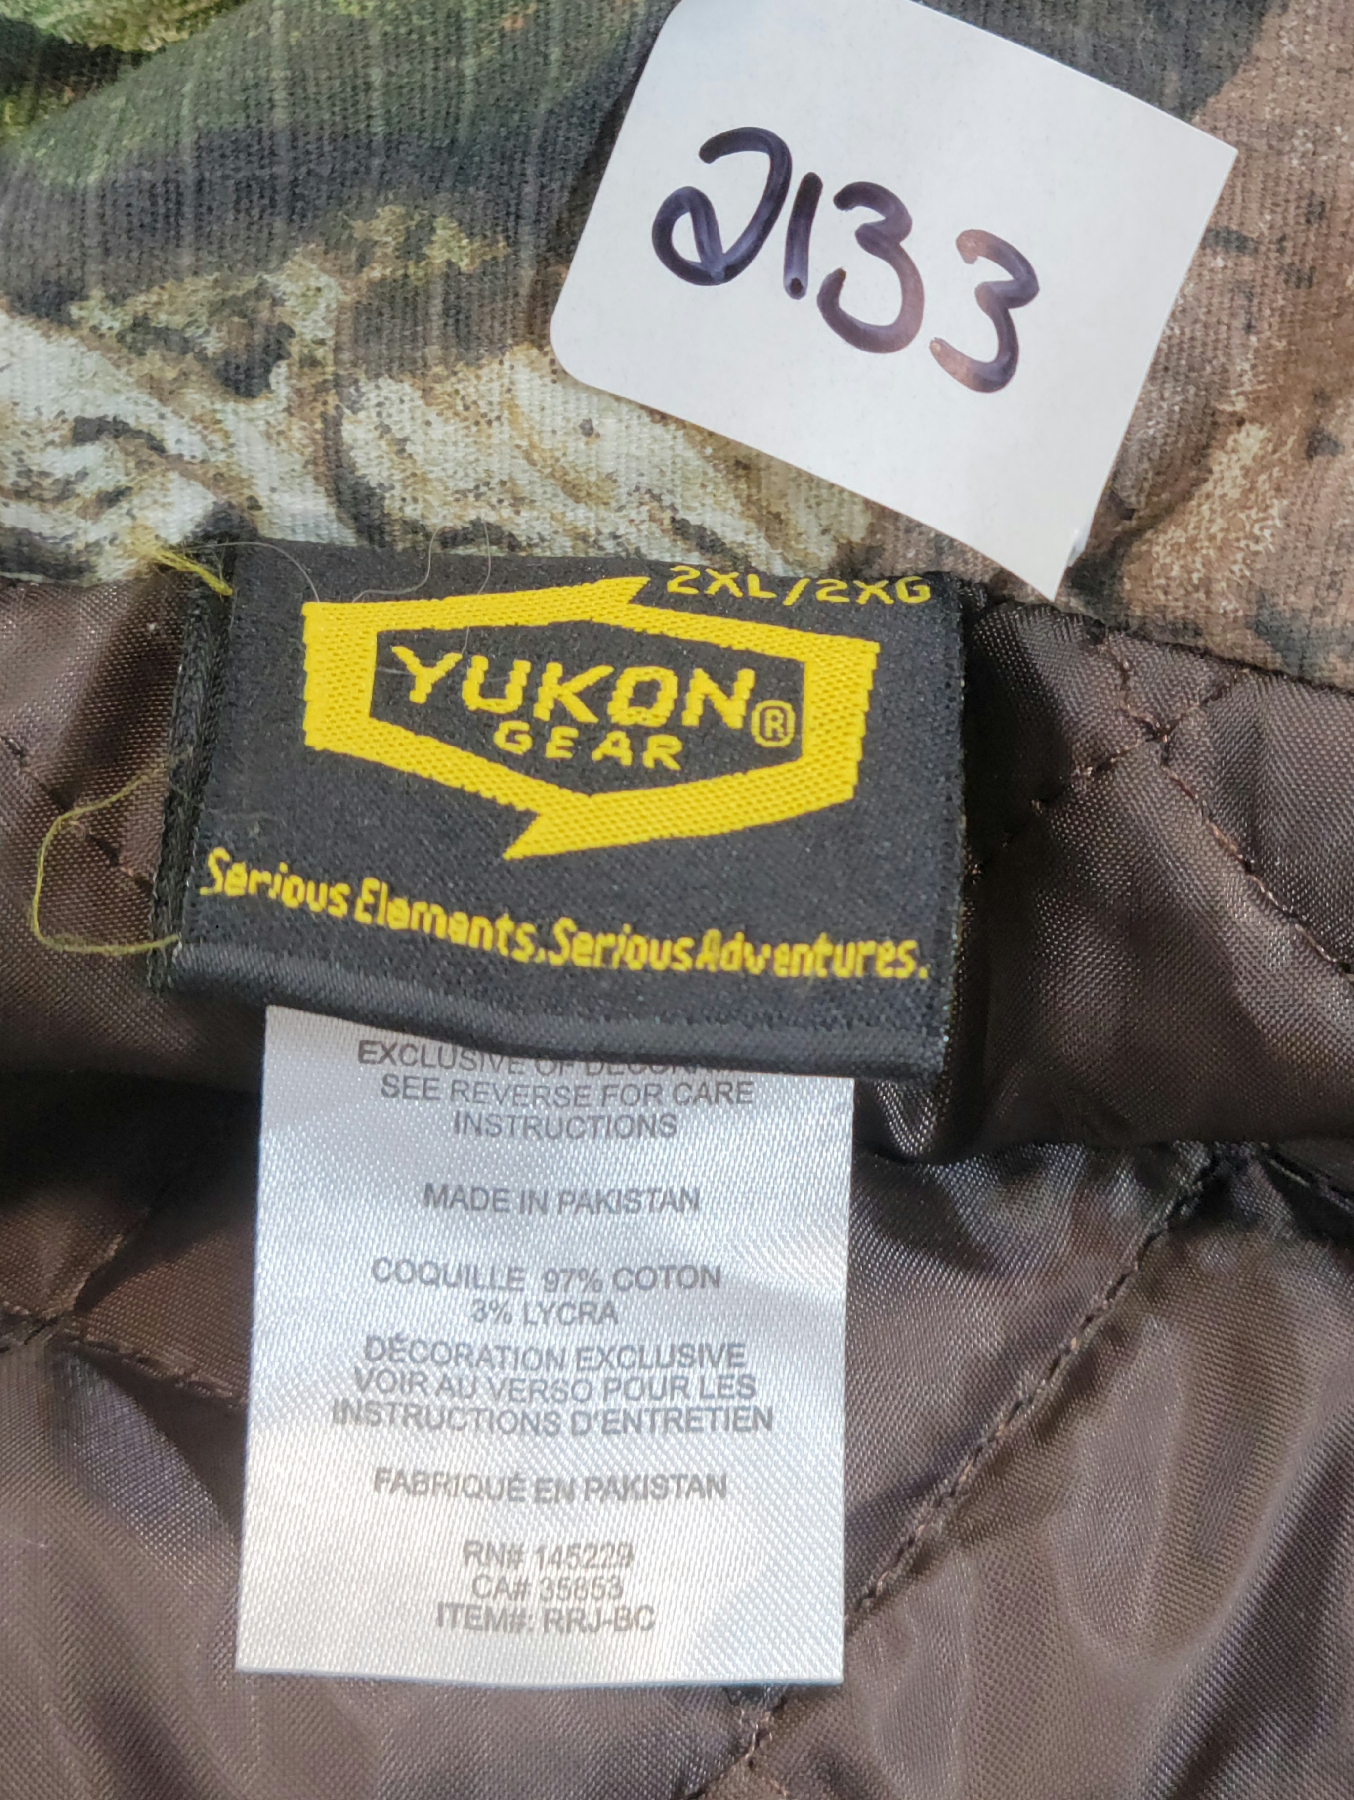 2133
2XL/2XG
YUKON®
GEAR
Serious Elements. Serious Adventures.
EXCLUSIVE OF
SEE REVERSE FOR CARE
INSTRUCTIONS
MADE IN PAKISTAN
COQUILLE 97% COTON
3% LYCRA
DÉCORATION EXCLUSIVE
VOIR AU VERSO POUR LES
INSTRUCTIONS D'ENTRETIEN
FABRIQUÉ EN PAKISTAN
RN# 145229
CA# 35853
ITEM#: RRJ-BC